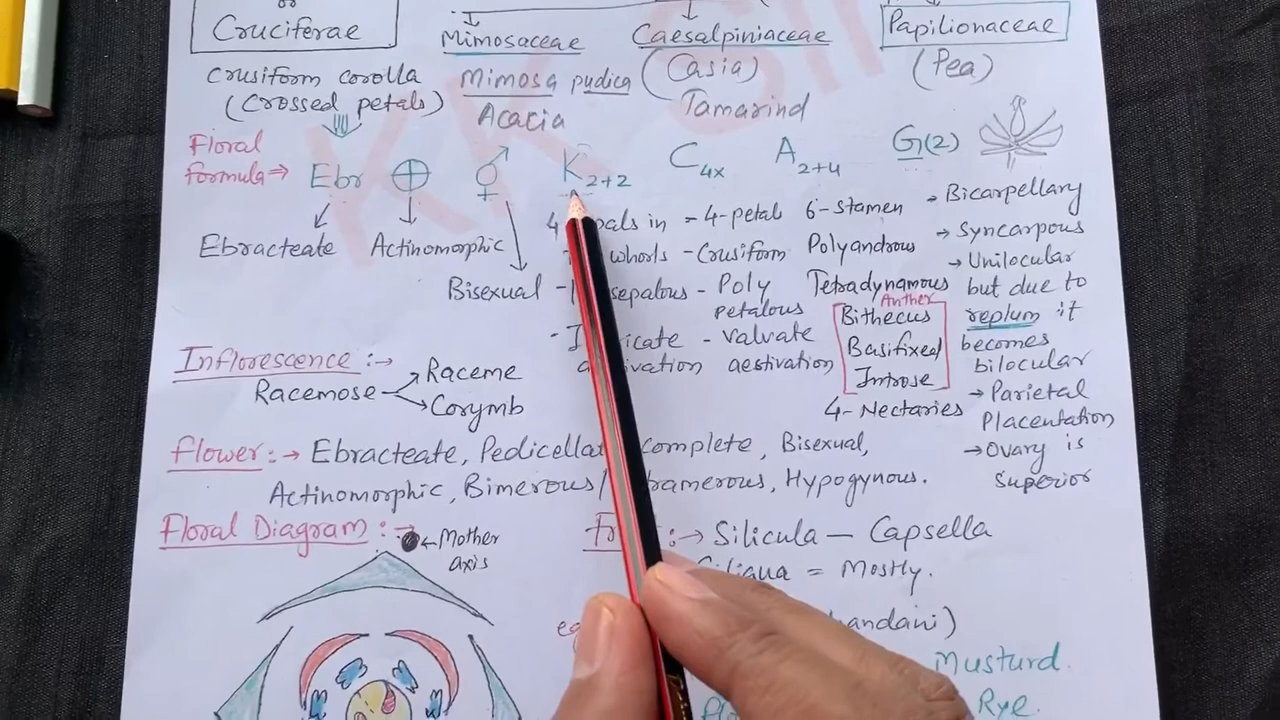 or
Cruciferae
Mimosaceae
Caesalpiniaceae
Papilionaceae
Crusiform corolla
(Crossed petals)
Mimosa pudica
Acacia
(Casia)
Tamarind
(Pea)
Floral formula⇒ Ebr ⊕ ⚥ K2+2 C4x A2+4 G(2)
Ebracteate
Actinomorphic
Bisexual
4 in
whorls
sepalous
- 4-petal
- Crusiform
- Poly petalous
- Valvate aestivation
6-Stamen
Polyandrous
Tetradynamous
Anther
Bithecus
Basifixed
Introse
4-Nectaries
→ Bicarpellary
→ Syncarpous
→ Unilocular
but due to
replum it
becomes
bilocular
→ Parietal
Placentation
→ Ovary is
Superior
Inflorescence :→
Racemose
Raceme
Corymb
Flower:→ Ebracteate, Complete, Bisexual,
Actinomorphic, Bimerous/ Hypogynous.
Floral Diagram:→
←Mother
axis
:→ Silicula — Capsella
= Mostly.
Musturd
Rye